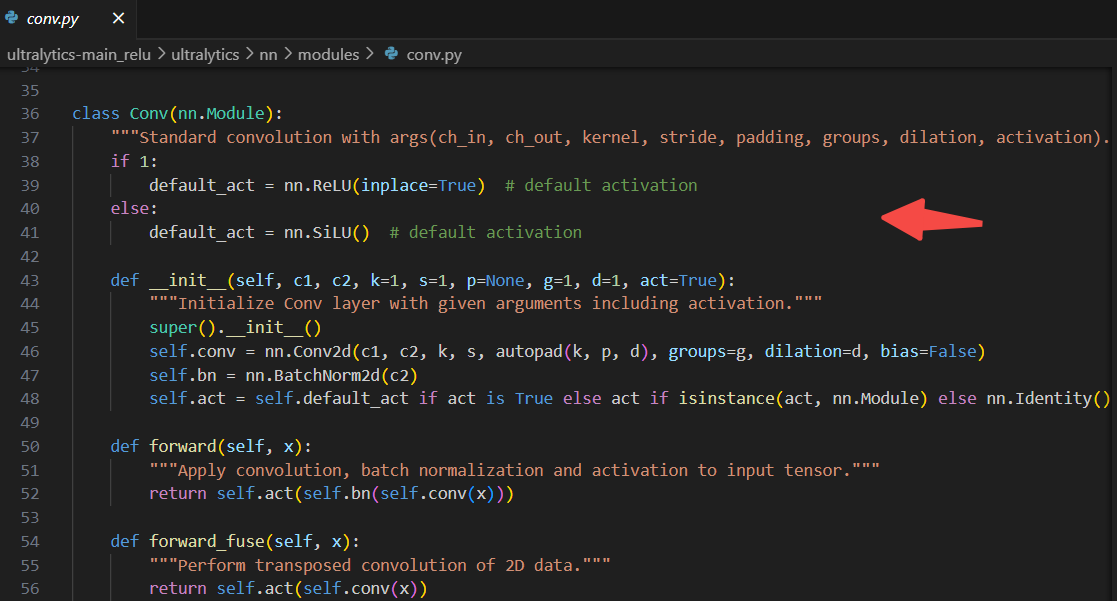 conv.py
ultralytics-main_relu > ultralytics > nn > modules > conv.py
34
35
36 class Conv(nn.Module):
37 """Standard convolution with args(ch_in, ch_out, kernel, stride, padding, groups, dilation, activation).
38 if 1:
39 default_act = nn.ReLU(inplace=True)  # default activation
40 else:
41 default_act = nn.SiLU()  # default activation
42
43 def __init__(self, c1, c2, k=1, s=1, p=None, g=1, d=1, act=True):
44 """Initialize Conv layer with given arguments including activation."""
45 super().__init__()
46 self.conv = nn.Conv2d(c1, c2, k, s, autopad(k, p, d), groups=g, dilation=d, bias=False)
47 self.bn = nn.BatchNorm2d(c2)
48 self.act = self.default_act if act is True else act if isinstance(act, nn.Module) else nn.Identity()
49
50 def forward(self, x):
51 """Apply convolution, batch normalization and activation to input tensor."""
52 return self.act(self.bn(self.conv(x)))
53
54 def forward_fuse(self, x):
55 """Perform transposed convolution of 2D data."""
56 return self.act(self.conv(x))